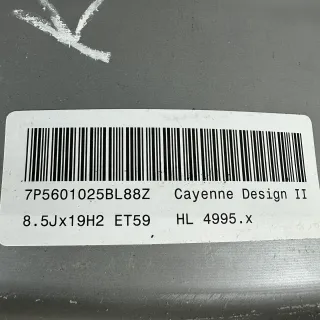 7P5601025BL88Z Cayenne Design II
8.5Jx19H2 ET59 HL 4995.x